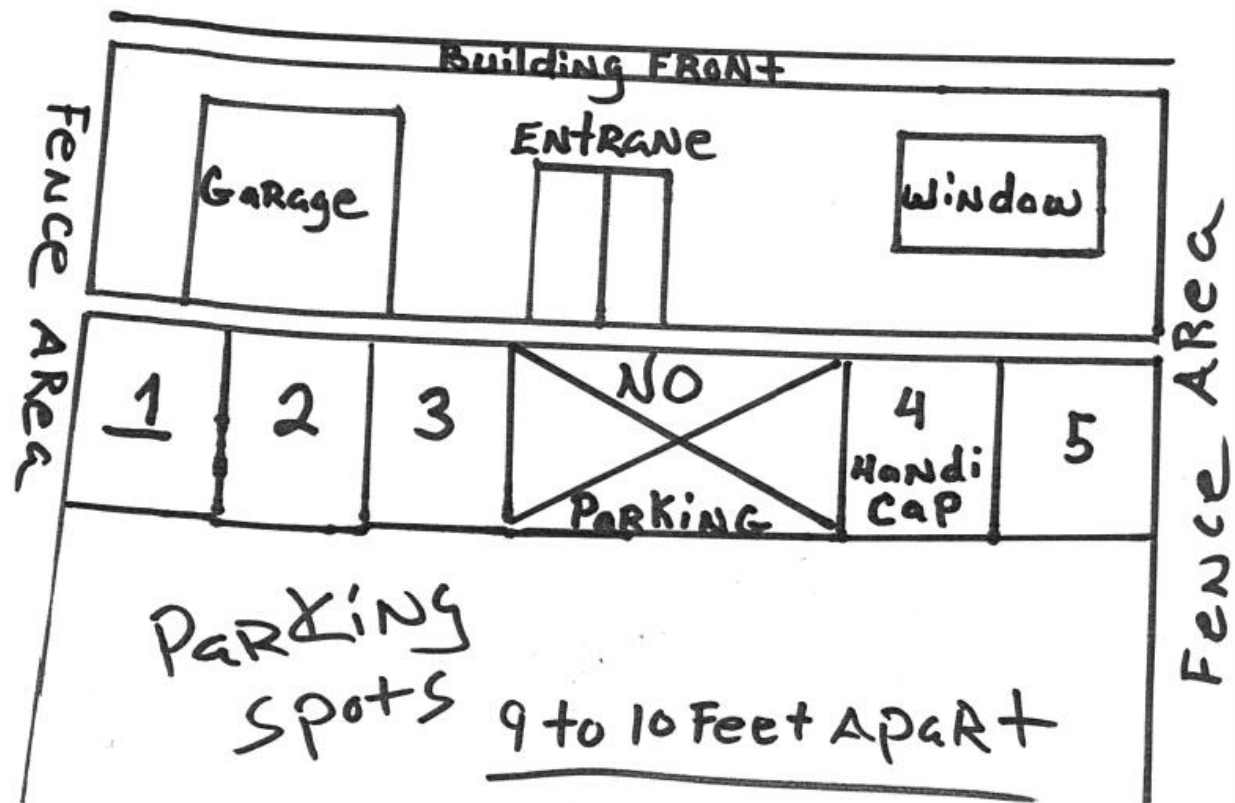 Building FRONt
ENtRaNe
Garage
WiNdow
Fence Area
Fence Area
1
2
3
NO
ParKiNG
4
HaNdi
Cap
5
ParKiNg
Spots
9 to 10 Feet Apart